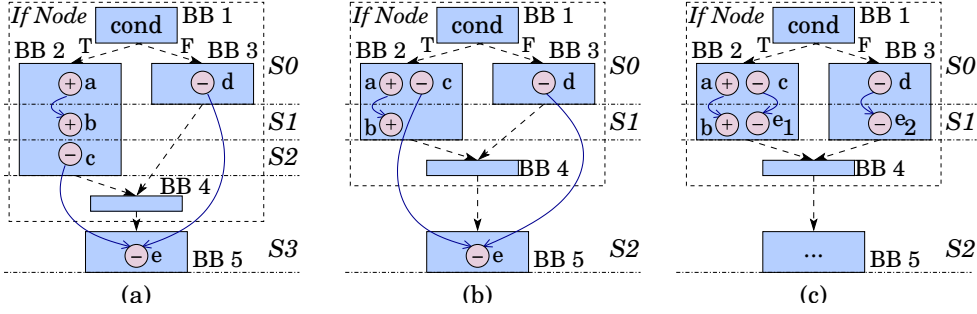 If Node
BB 1
cond
BB 2
T
F
BB 3
+
a
−
d
S0
+
b
S1
−
c
S2
BB 4
−
e
BB 5
S3
(a)
If Node
BB 1
cond
BB 2
T
F
BB 3
a
+
−
c
−
d
S0
b
+
S1
BB 4
−
e
BB 5
S2
(b)
If Node
BB 1
cond
BB 2
T
F
BB 3
a
+
−
c
−
d
S0
b
+
−
e1
−
e2
S1
BB 4
...
BB 5
S2
(c)